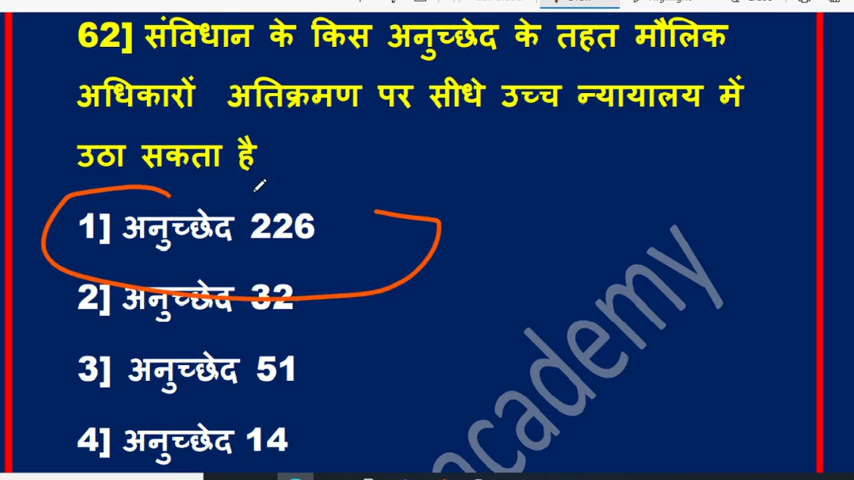 62] संविधान के किस अनुच्छेद के तहत मौलिक
अधिकारों अतिक्रमण पर सीधे उच्च न्यायालय में
उठा सकता है
1] अनुच्छेद 226
2] अनुच्छेद 32
3] अनुच्छेद 51
4] अनुच्छेद 14
academy